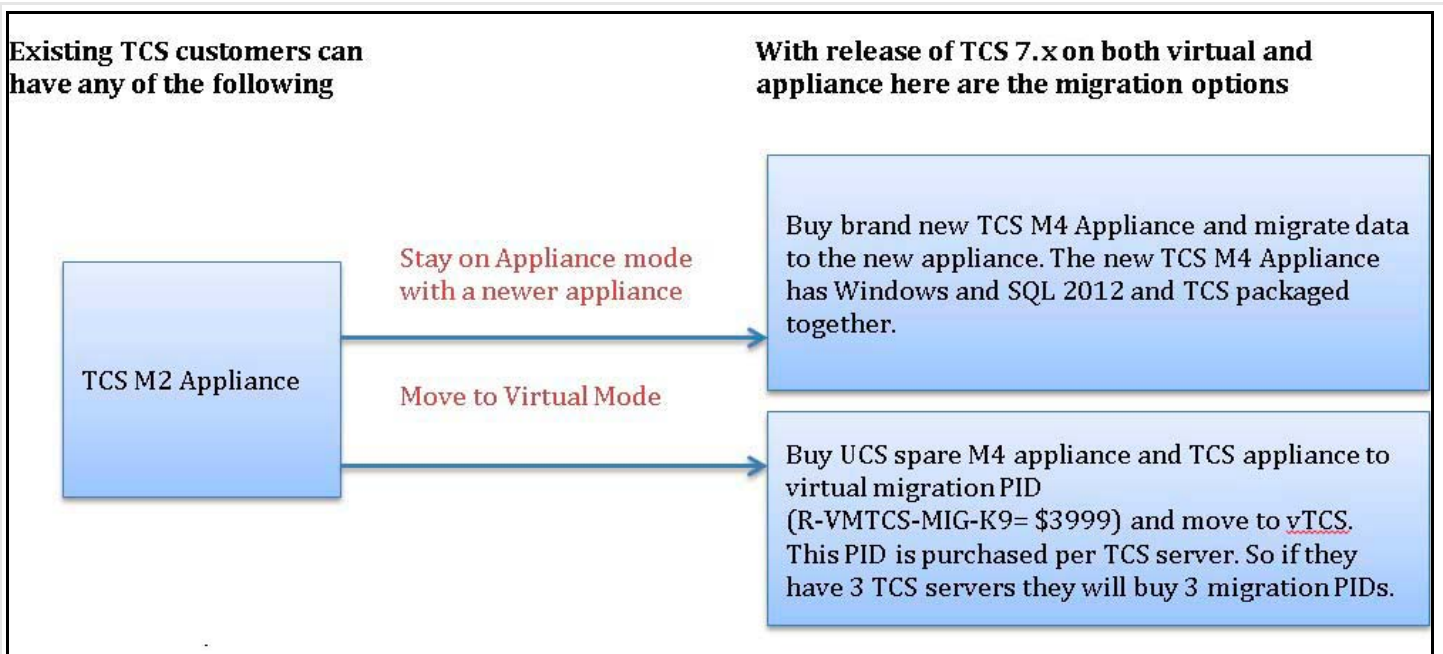 Existing TCS customers can
have any of the following
With release of TCS 7.x on both virtual and
appliance here are the migration options
TCS M2 Appliance
Stay on Appliance mode
with a newer appliance
Move to Virtual Mode
Buy brand new TCS M4 Appliance and migrate data
to the new appliance. The new TCS M4 Appliance
has Windows and SQL 2012 and TCS packaged
together.
Buy UCS spare M4 appliance and TCS appliance to
virtual migration PID
(R-VMTCS-MIG-K9= $3999) and move to vTCS.
This PID is purchased per TCS server. So if they
have 3 TCS servers they will buy 3 migration PIDs.